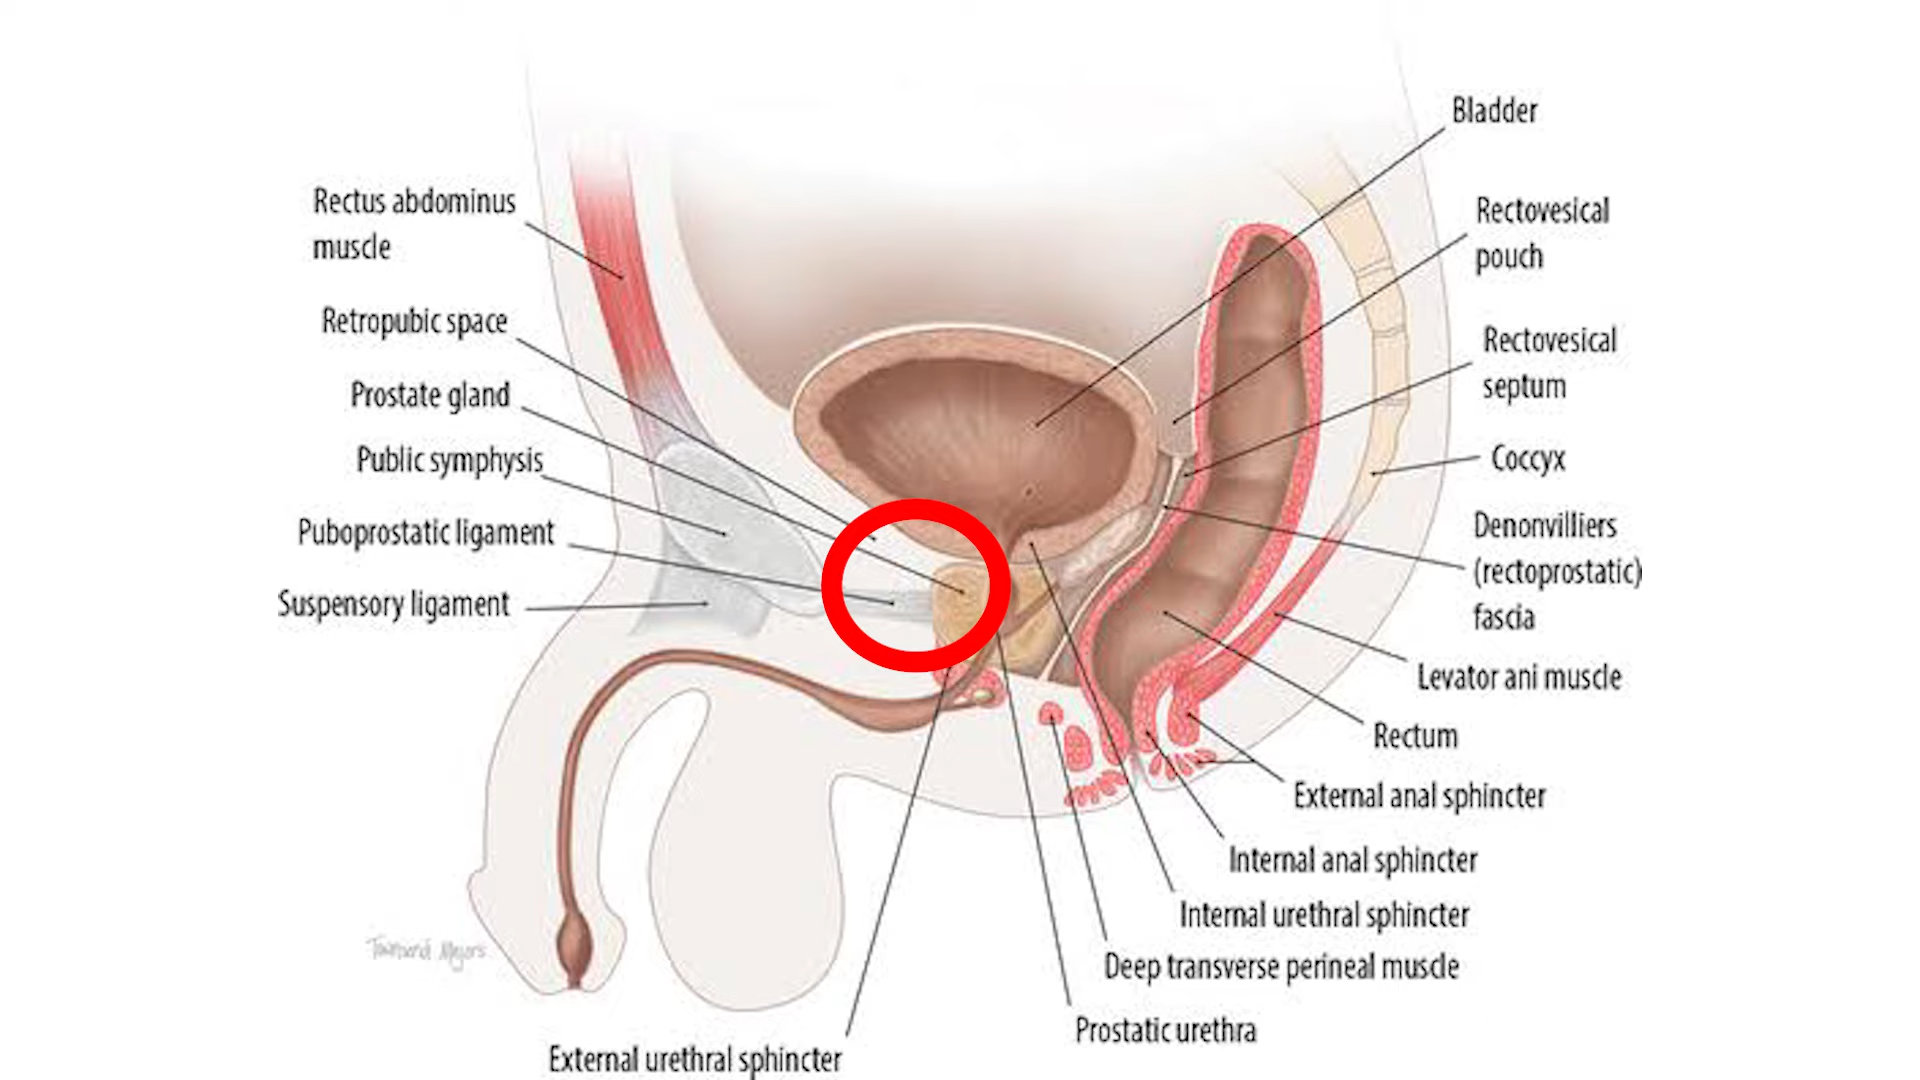 Rectus abdominus
muscle
Retropubic space
Prostate gland
Public symphysis
Puboprostatic ligament
Suspensory ligament
Bladder
Rectovesical
pouch
Rectovesical
septum
Coccyx
Denonvilliers
(rectoprostatic)
fascia
Levator ani muscle
Rectum
External anal sphincter
Internal anal sphincter
Internal urethral sphincter
Deep transverse perineal muscle
Prostatic urethra
External urethral sphincter